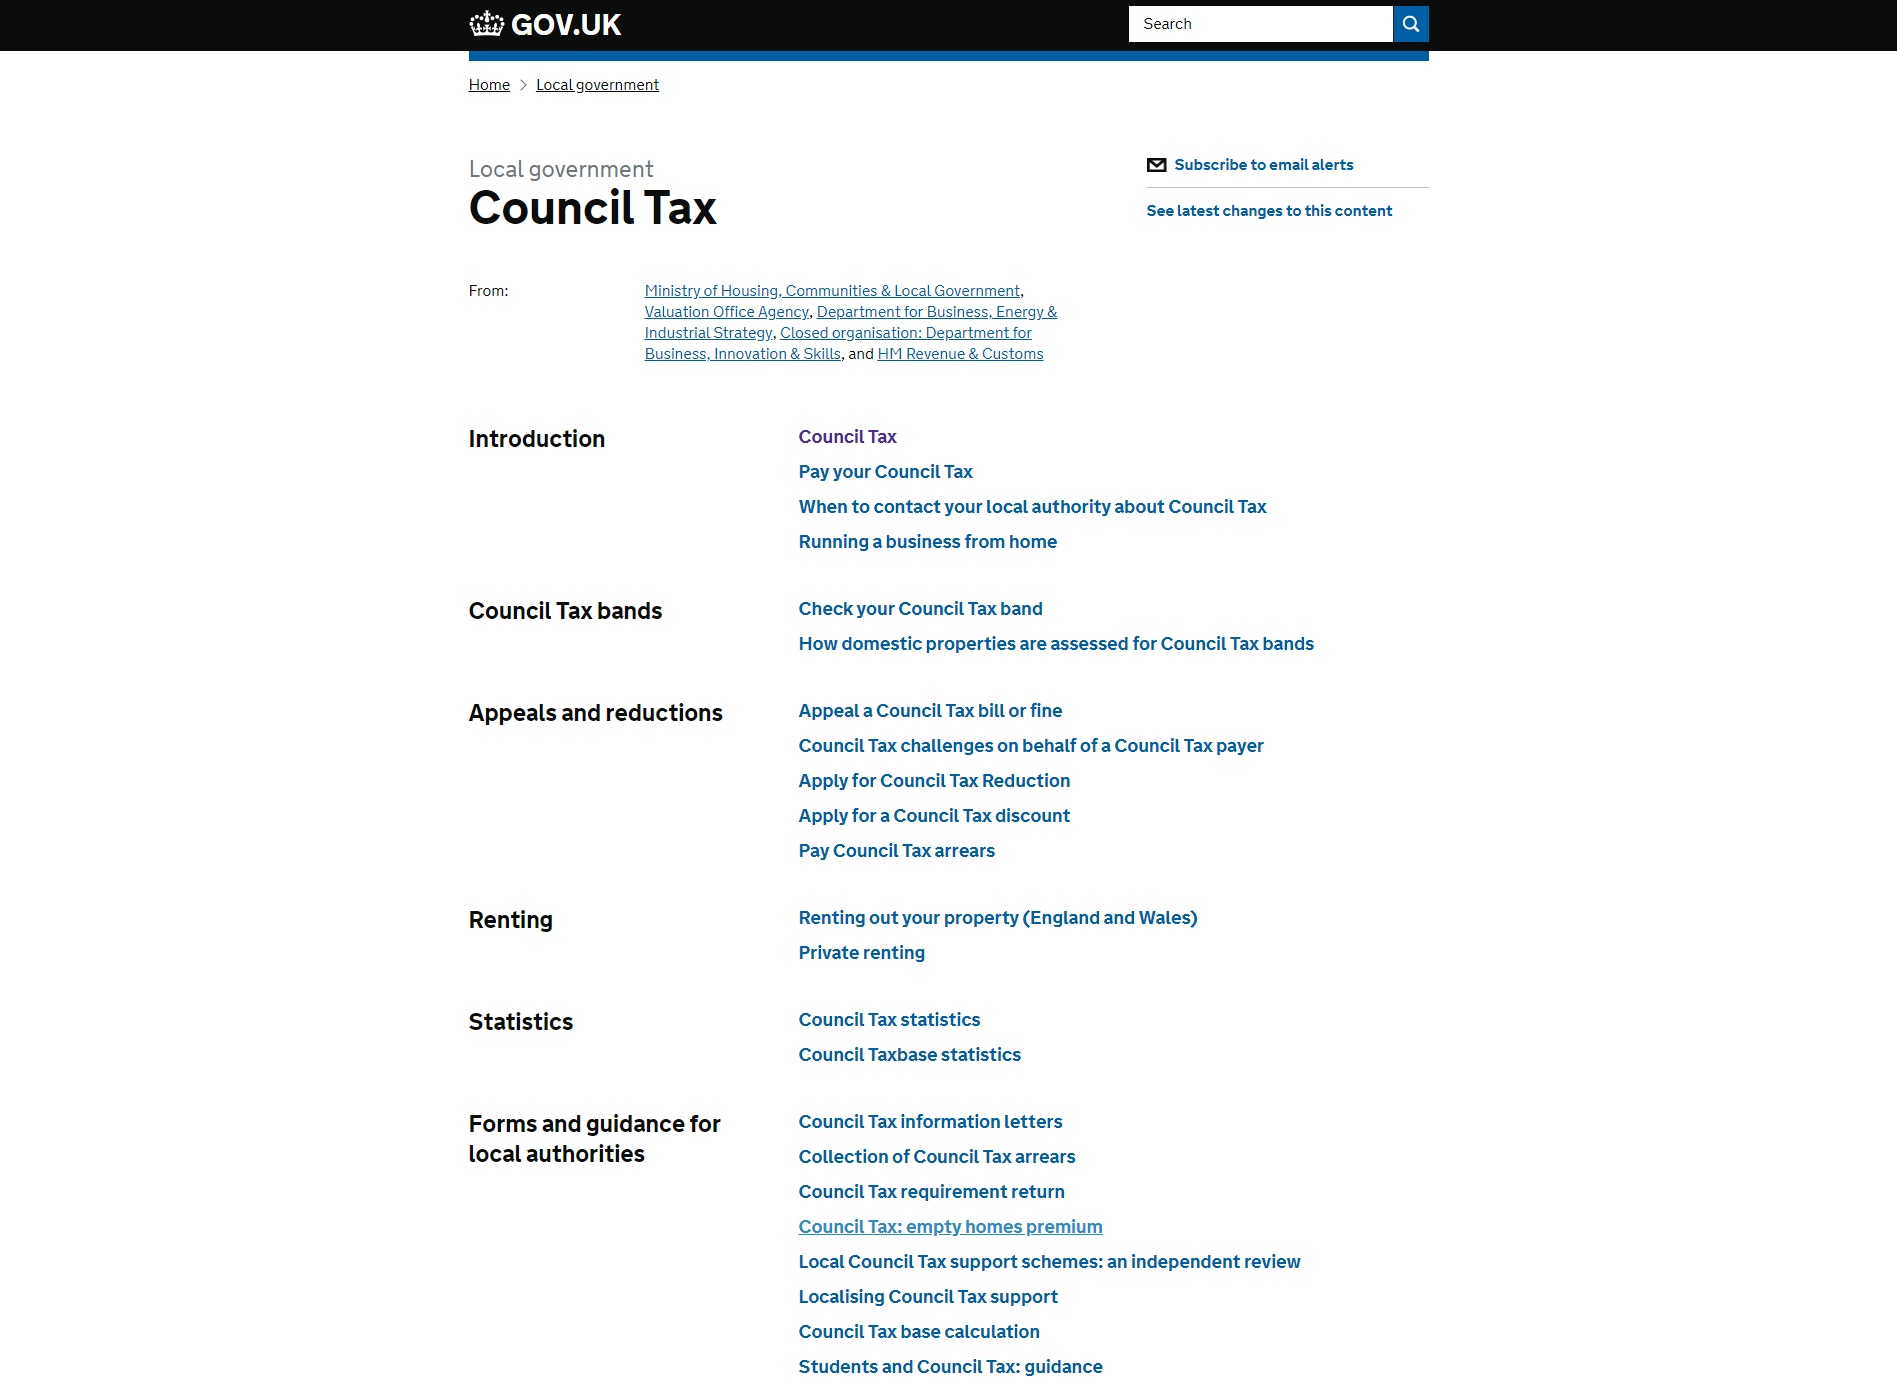 GOV.UK
Search
Home
Local government
Local government
Council Tax
Subscribe to email alerts
See latest changes to this content
From:
Ministry of Housing, Communities & Local Government,
Valuation Office Agency, Department for Business, Energy &
Industrial Strategy, Closed organisation: Department for
Business, Innovation & Skills, and HM Revenue & Customs
Introduction
Council Tax
Pay your Council Tax
When to contact your local authority about Council Tax
Running a business from home
Council Tax bands
Check your Council Tax band
How domestic properties are assessed for Council Tax bands
Appeals and reductions
Appeal a Council Tax bill or fine
Council Tax challenges on behalf of a Council Tax payer
Apply for Council Tax Reduction
Apply for a Council Tax discount
Pay Council Tax arrears
Renting
Renting out your property (England and Wales)
Private renting
Statistics
Council Tax statistics
Council Taxbase statistics
Forms and guidance for
local authorities
Council Tax information letters
Collection of Council Tax arrears
Council Tax requirement return
Council Tax: empty homes premium
Local Council Tax support schemes: an independent review
Localising Council Tax support
Council Tax base calculation
Students and Council Tax: guidance